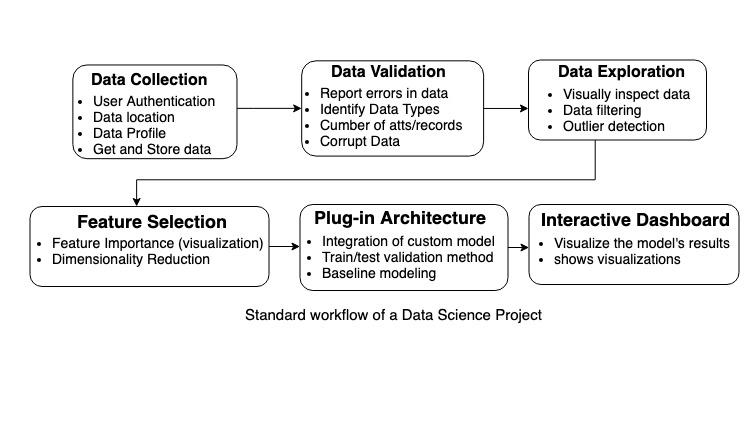 Data Collection
• User Authentication
• Data location
• Data Profile
• Get and Store data
Data Validation
• Report errors in data
• Identify Data Types
• Cumber of atts/records
• Corrupt Data
Data Exploration
• Visually inspect data
• Data filtering
• Outlier detection
Feature Selection
• Feature Importance (visualization)
• Dimensionality Reduction
Plug-in Architecture
• Integration of custom model
• Train/test validation method
• Baseline modeling
Interactive Dashboard
• Visualize the model's results
• shows visualizations
Standard workflow of a Data Science Project